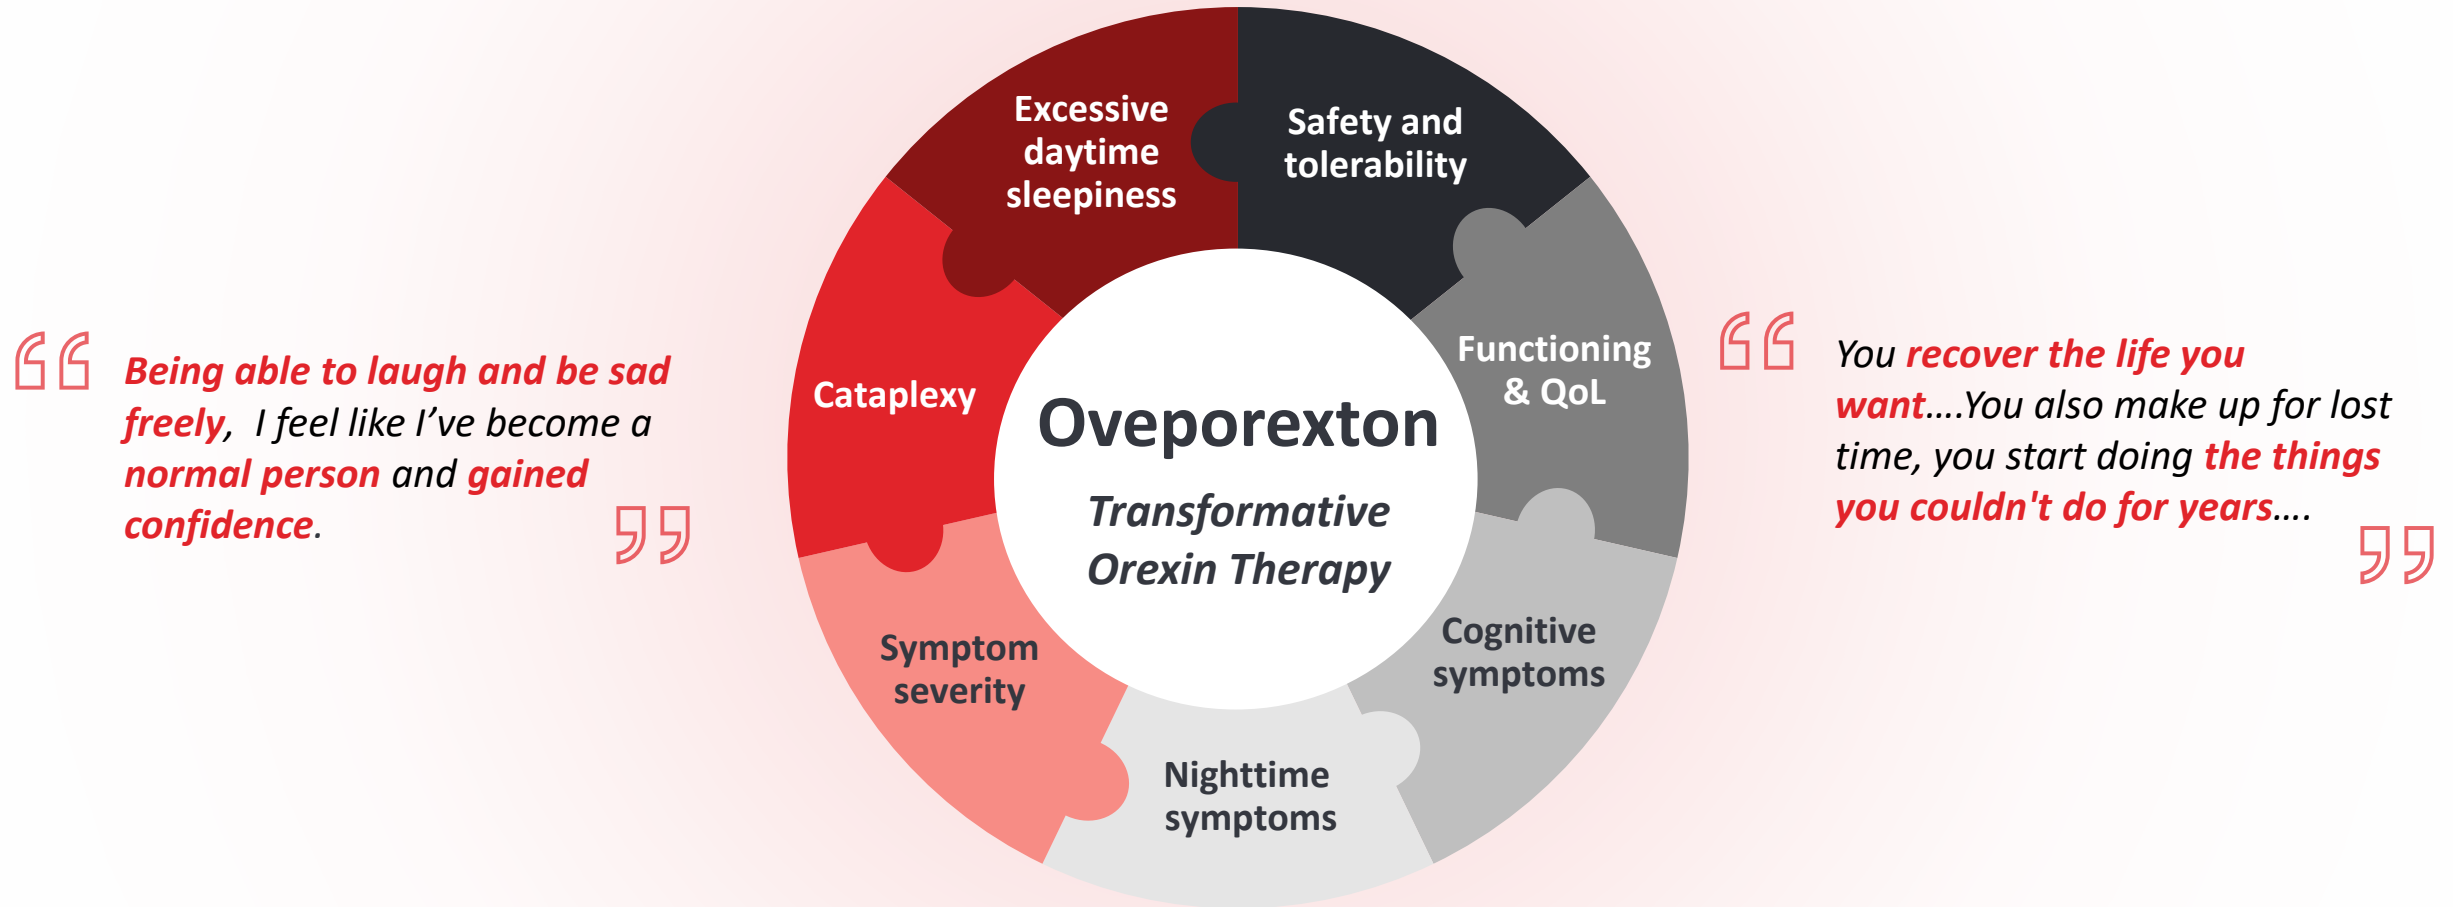 Excessive
daytime
sleepiness
Safety and
tolerability
Functioning
& QoL
Cognitive
symptoms
Nighttime
symptoms
Symptom
severity
Cataplexy
Oveporexton
Transformative
Orexin Therapy
“
Being able to laugh and be sad
freely,  I feel like I’ve become a
normal person and gained
confidence.
”
“
You recover the life you
want….You also make up for lost
time, you start doing the things
you couldn't do for years….
”